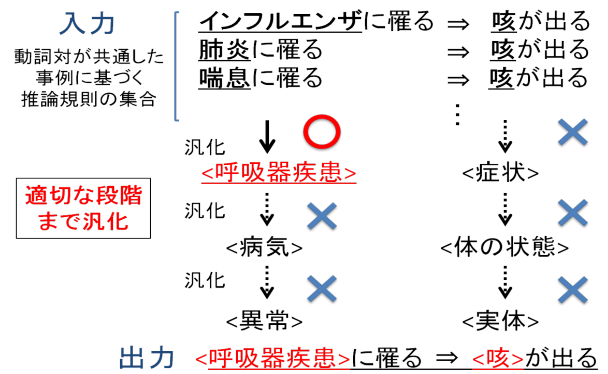 入力
動詞対が共通した
事例に基づく
推論規則の集合
インフルエンザに罹る ⇒ 咳が出る
肺炎に罹る ⇒ 咳が出る
喘息に罹る ⇒ 咳が出る
⋮
汎化
<呼吸器疾患> <症状>
適切な段階
まで汎化
汎化
<病気> <体の状態>
汎化
<異常> <実体>
出力 <呼吸器疾患>に罹る ⇒ <咳>が出る